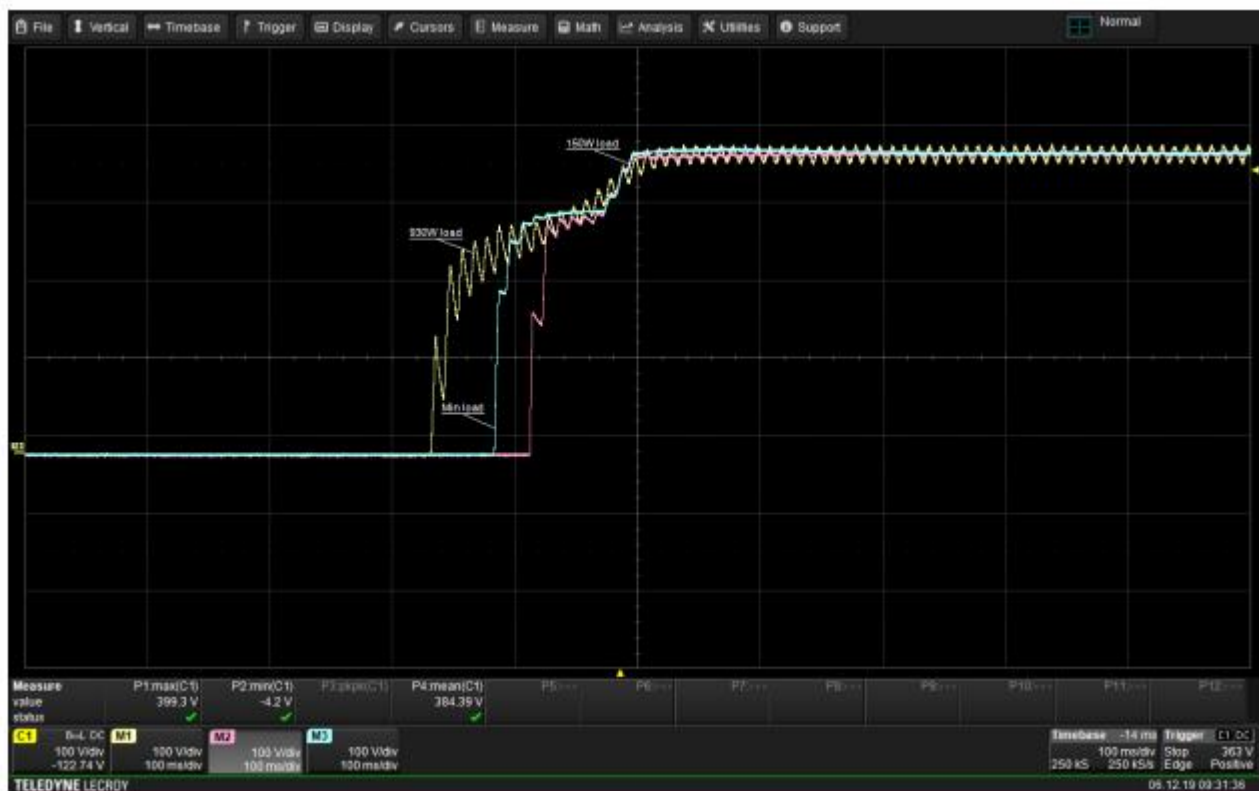 File Vertical Timebase Trigger Display Cursors Measure Math Analysis Utilities Support Normal
150W load
930W load
Min load
Measure P1:max(C1) P2:min(C1) P3:pkpk(C1) P4:mean(C1) P5:--- P6:--- P7:--- P8:--- P9:--- P10:--- P11:--- P12:---
value 399.3 V -4.2 V 384.39 V
status
C1 BwL DC M1 M2 M3 Timebase -14 ms Trigger C1 DC
100 V/div 100 V/div 100 V/div 100 V/div 100 ms/div Stop 363 V
-122.74 V 100 ms/div 100 ms/div 100 ms/div 250 kS 250 kS/s Edge Positive
TELEDYNE LECROY 06.12.19 09:31:36